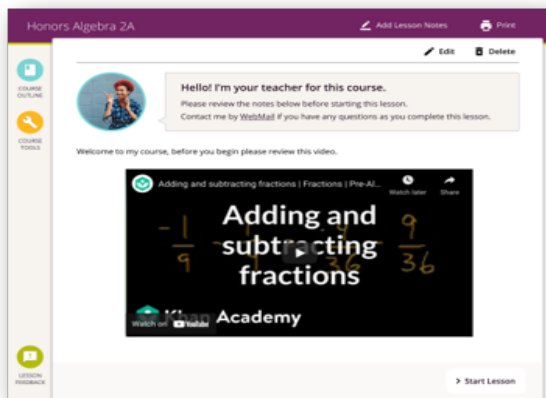 Honors Algebra 2A
Add Lesson Notes
Print
Edit
Delete
COURSE
OUTLINE
COURSE
TOOLS
Hello! I'm your teacher for this course.
Please review the notes below before starting this lesson.
Contact me by WebMail if you have any questions as you complete this lesson.
Welcome to my course, before you begin please review this video.
Adding and subtracting fractions | Fractions | Pre-Al...
Watch later
Share
Adding and
subtracting
fractions
-1/9
36
9/36
Khan Academy
Watch on YouTube
LESSON
FEEDBACK
> Start Lesson